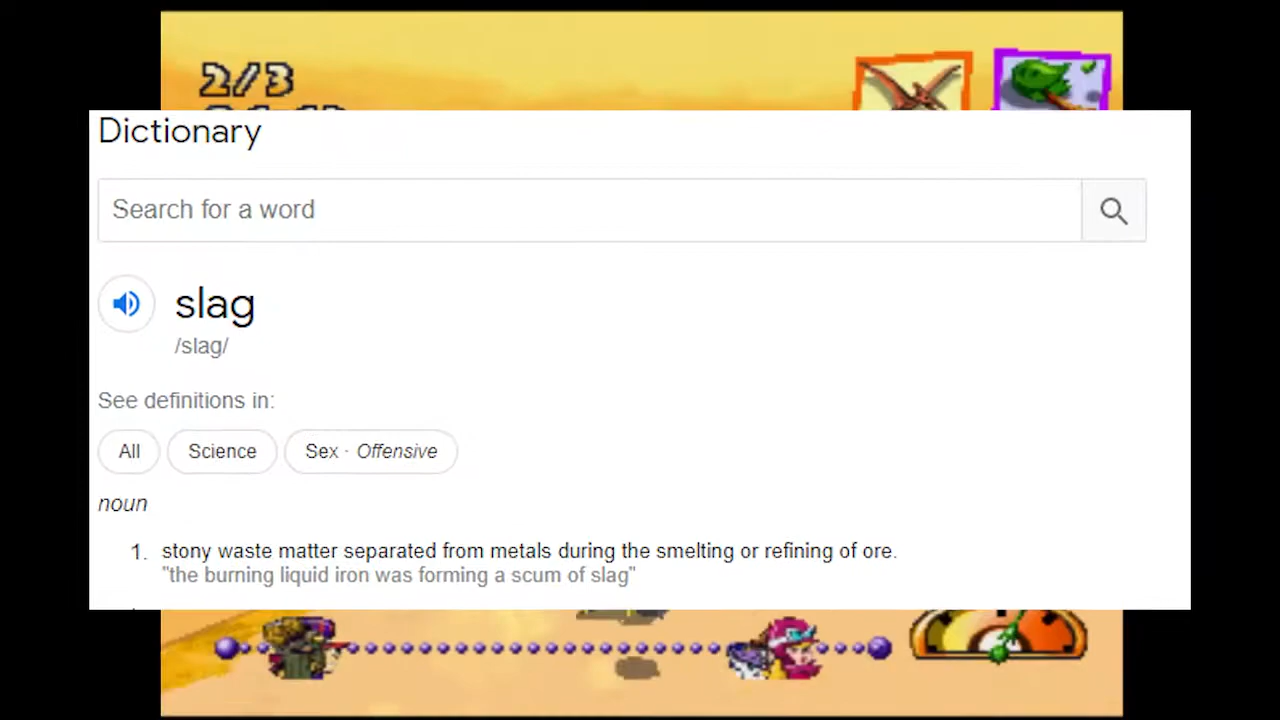 2/3
Dictionary
Search for a word
slag
/slag/
See definitions in:
All
Science
Sex · Offensive
noun
1. stony waste matter separated from metals during the smelting or refining of ore.
"the burning liquid iron was forming a scum of slag"